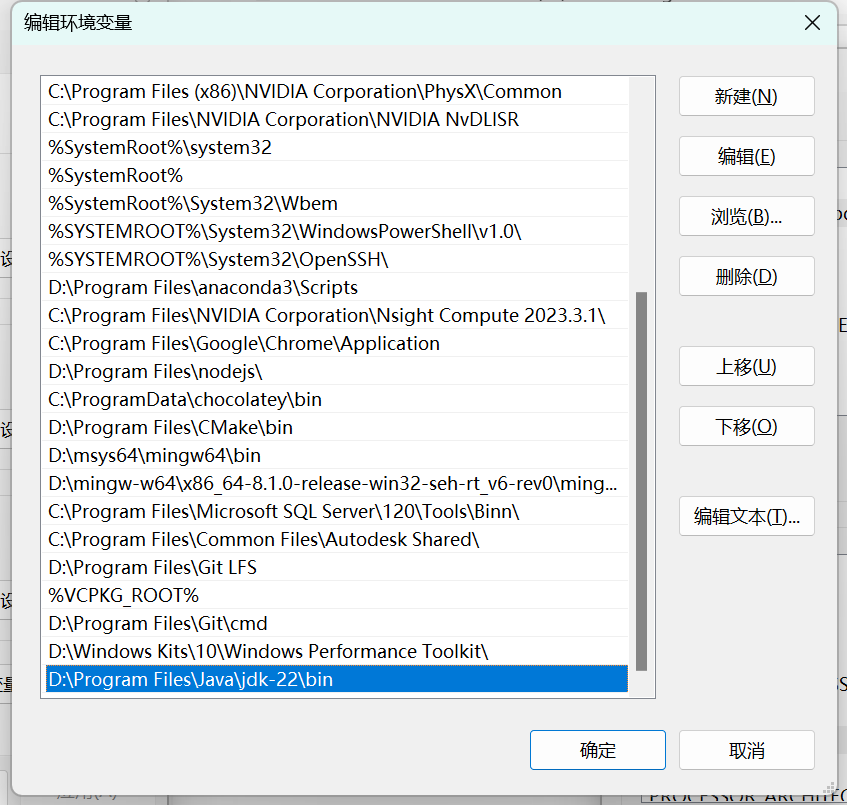 编辑环境变量
C:\Program Files (x86)\NVIDIA Corporation\PhysX\Common
C:\Program Files\NVIDIA Corporation\NVIDIA NvDLISR
%SystemRoot%\system32
%SystemRoot%
%SystemRoot%\System32\Wbem
%SYSTEMROOT%\System32\WindowsPowerShell\v1.0\
%SYSTEMROOT%\System32\OpenSSH\
D:\Program Files\anaconda3\Scripts
C:\Program Files\NVIDIA Corporation\Nsight Compute 2023.3.1\
C:\Program Files\Google\Chrome\Application
D:\Program Files\nodejs\
C:\ProgramData\chocolatey\bin
D:\Program Files\CMake\bin
D:\msys64\mingw64\bin
D:\mingw-w64\x86_64-8.1.0-release-win32-seh-rt_v6-rev0\ming...
C:\Program Files\Microsoft SQL Server\120\Tools\Binn\
C:\Program Files\Common Files\Autodesk Shared\
D:\Program Files\Git LFS
%VCPKG_ROOT%
D:\Program Files\Git\cmd
D:\Windows Kits\10\Windows Performance Toolkit\
D:\Program Files\Java\jdk-22\bin
新建(N)
编辑(E)
浏览(B)...
删除(D)
上移(U)
下移(O)
编辑文本(T)...
确定
取消